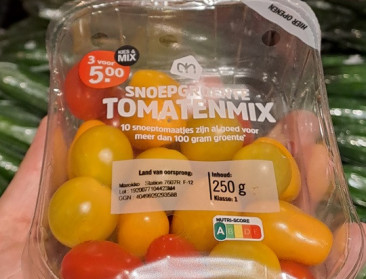 HIER OPENEN
KIES & MIX
3 voor
5.00
SNOEPGROENTE
TOMATENMIX
10 snoeptomaatjes zijn al goed voor
meer dan 100 gram groente*
Land van oorsprong:
Inhoud:
250 g
Klasse: 1
NUTRI-SCORE
A B C D E